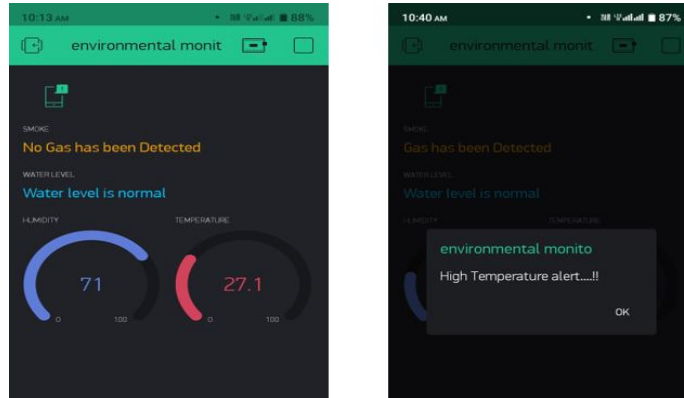 10:13 AM
88%
environmental monit
SMOKE
No Gas has been Detected
WATER LEVEL
Water level is normal
HUMIDITY
TEMPERATURE
71
27.1
0
100
0
100
10:40 AM
87%
environmental monit
SMOKE
Gas has been Detected
WATER LEVEL
Water level is normal
HUMIDITY
TEMPERATURE
environmental monito
High Temperature alert....!!
OK